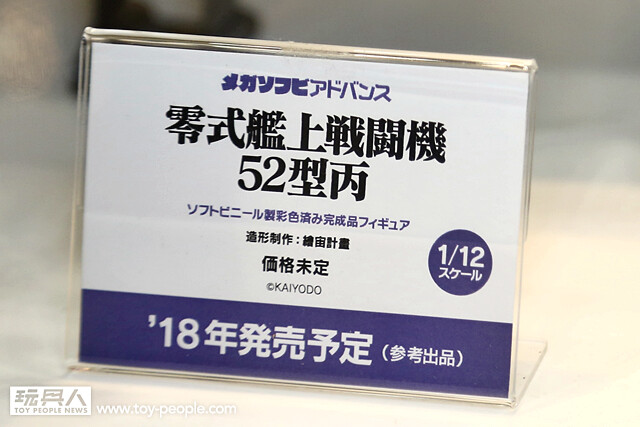 メガソフビアドバンス
零式艦上戦闘機
52型丙
ソフトビニール製彩色済み完成品フィギュア
造形制作：繪宙計畫
価格未定
©KAIYODO
1/12
スケール
’18年発売予定（参考出品）
玩具人
TOY PEOPLE NEWS
www.toy-people.com